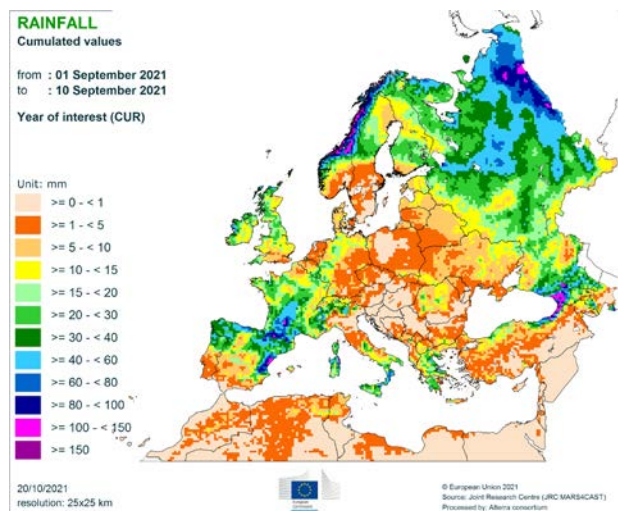 RAINFALL
Cumulated values
from : 01 September 2021
to : 10 September 2021
Year of interest (CUR)
Unit: mm
>= 0 - < 1
>= 1 - < 5
>= 5 - < 10
>= 10 - < 15
>= 15 - < 20
>= 20 - < 30
>= 30 - < 40
>= 40 - < 60
>= 60 - < 80
>= 80 - < 100
>= 100 - < 150
>= 150
20/10/2021
resolution: 25x25 km
European
Commission
© European Union 2021
Source: Joint Research Centre (JRC MARS4CAST)
Processed by: Alterra consortium